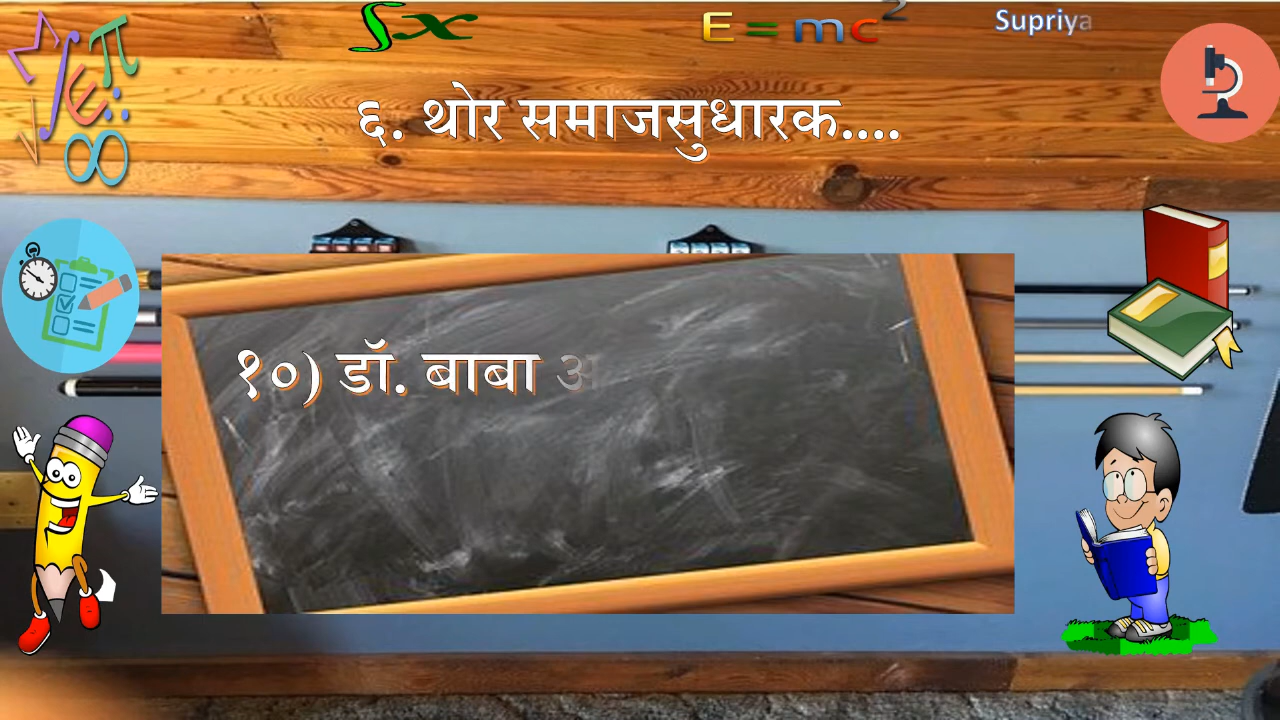 ∫x
E = mc²
Supriya
६. थोर समाजसुधारक....
१०) डॉ. बाबा